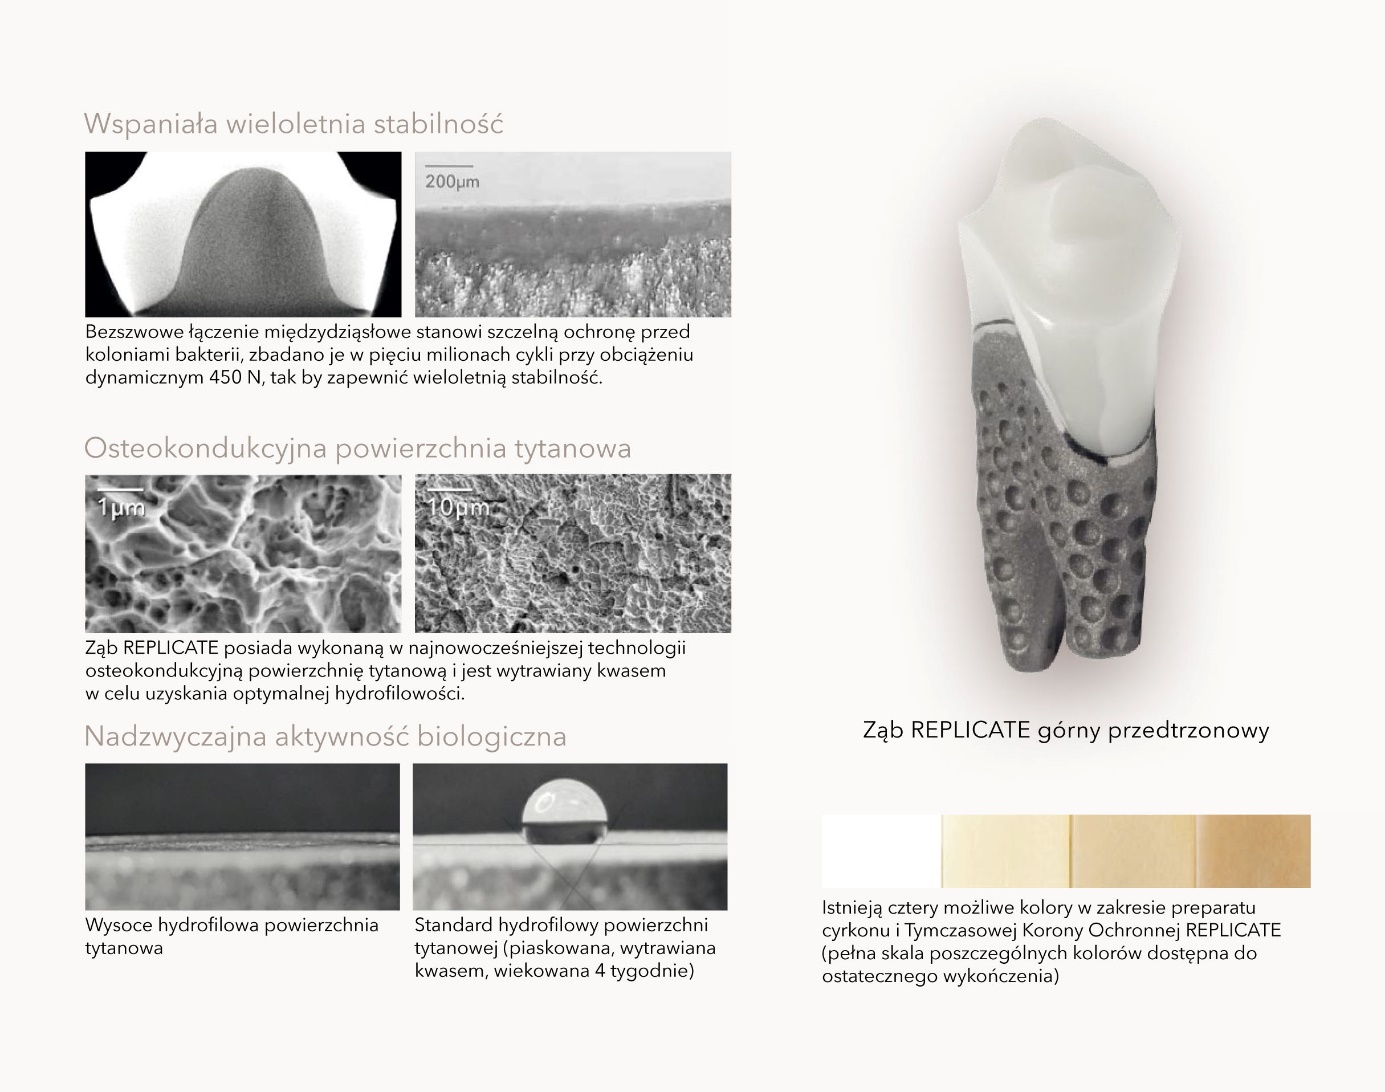 Wspaniała wieloletnia stabilność
200µm
Bezszwowe łączenie międzydziąsłowe stanowi szczelną ochronę przed
koloniami bakterii, zbadano je w pięciu milionach cykli przy obciążeniu
dynamicznym 450 N, tak by zapewnić wieloletnią stabilność.
Osteokondukcyjna powierzchnia tytanowa
1µm
10µm
Ząb REPLICATE posiada wykonaną w najnowocześniejszej technologii
osteokondukcyjną powierzchnię tytanową i jest wytrawiany kwasem
w celu uzyskania optymalnej hydrofilowości.
Nadzwyczajna aktywność biologiczna
Wysoce hydrofilowa powierzchnia
tytanowa
Standard hydrofilowy powierzchni
tytanowej (piaskowana, wytrawiana
kwasem, wiekowana 4 tygodnie)
Ząb REPLICATE górny przedtrzonowy
Istnieją cztery możliwe kolory w zakresie preparatu
cyrkonu i Tymczasowej Korony Ochronnej REPLICATE
(pełna skala poszczególnych kolorów dostępna do
ostatecznego wykończenia)